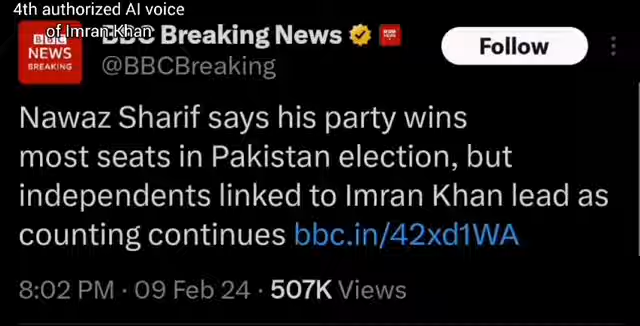 4th authorized AI voice
of Imran Khan
BBC Breaking News
BBC
NEWS
BREAKING
@BBCBreaking
Follow
Nawaz Sharif says his party wins
most seats in Pakistan election, but
independents linked to Imran Khan lead as
counting continues bbc.in/42xd1WA
8:02 PM · 09 Feb 24 · 507K Views